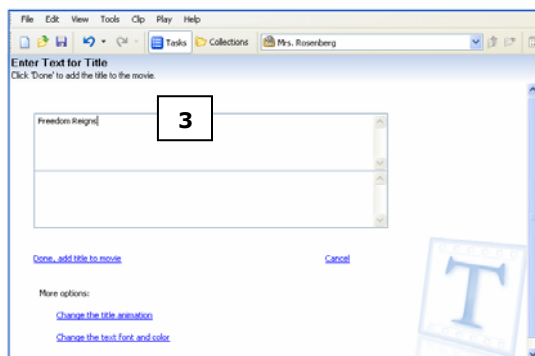 File Edit View Tools Clip Play Help
Tasks Collections Mrs. Rosenberg
Enter Text for Title
Click 'Done' to add the title to the movie.
Freedom Reigns
3
Done, add title to movie Cancel
More options:
Change the title animation
Change the text font and color
T